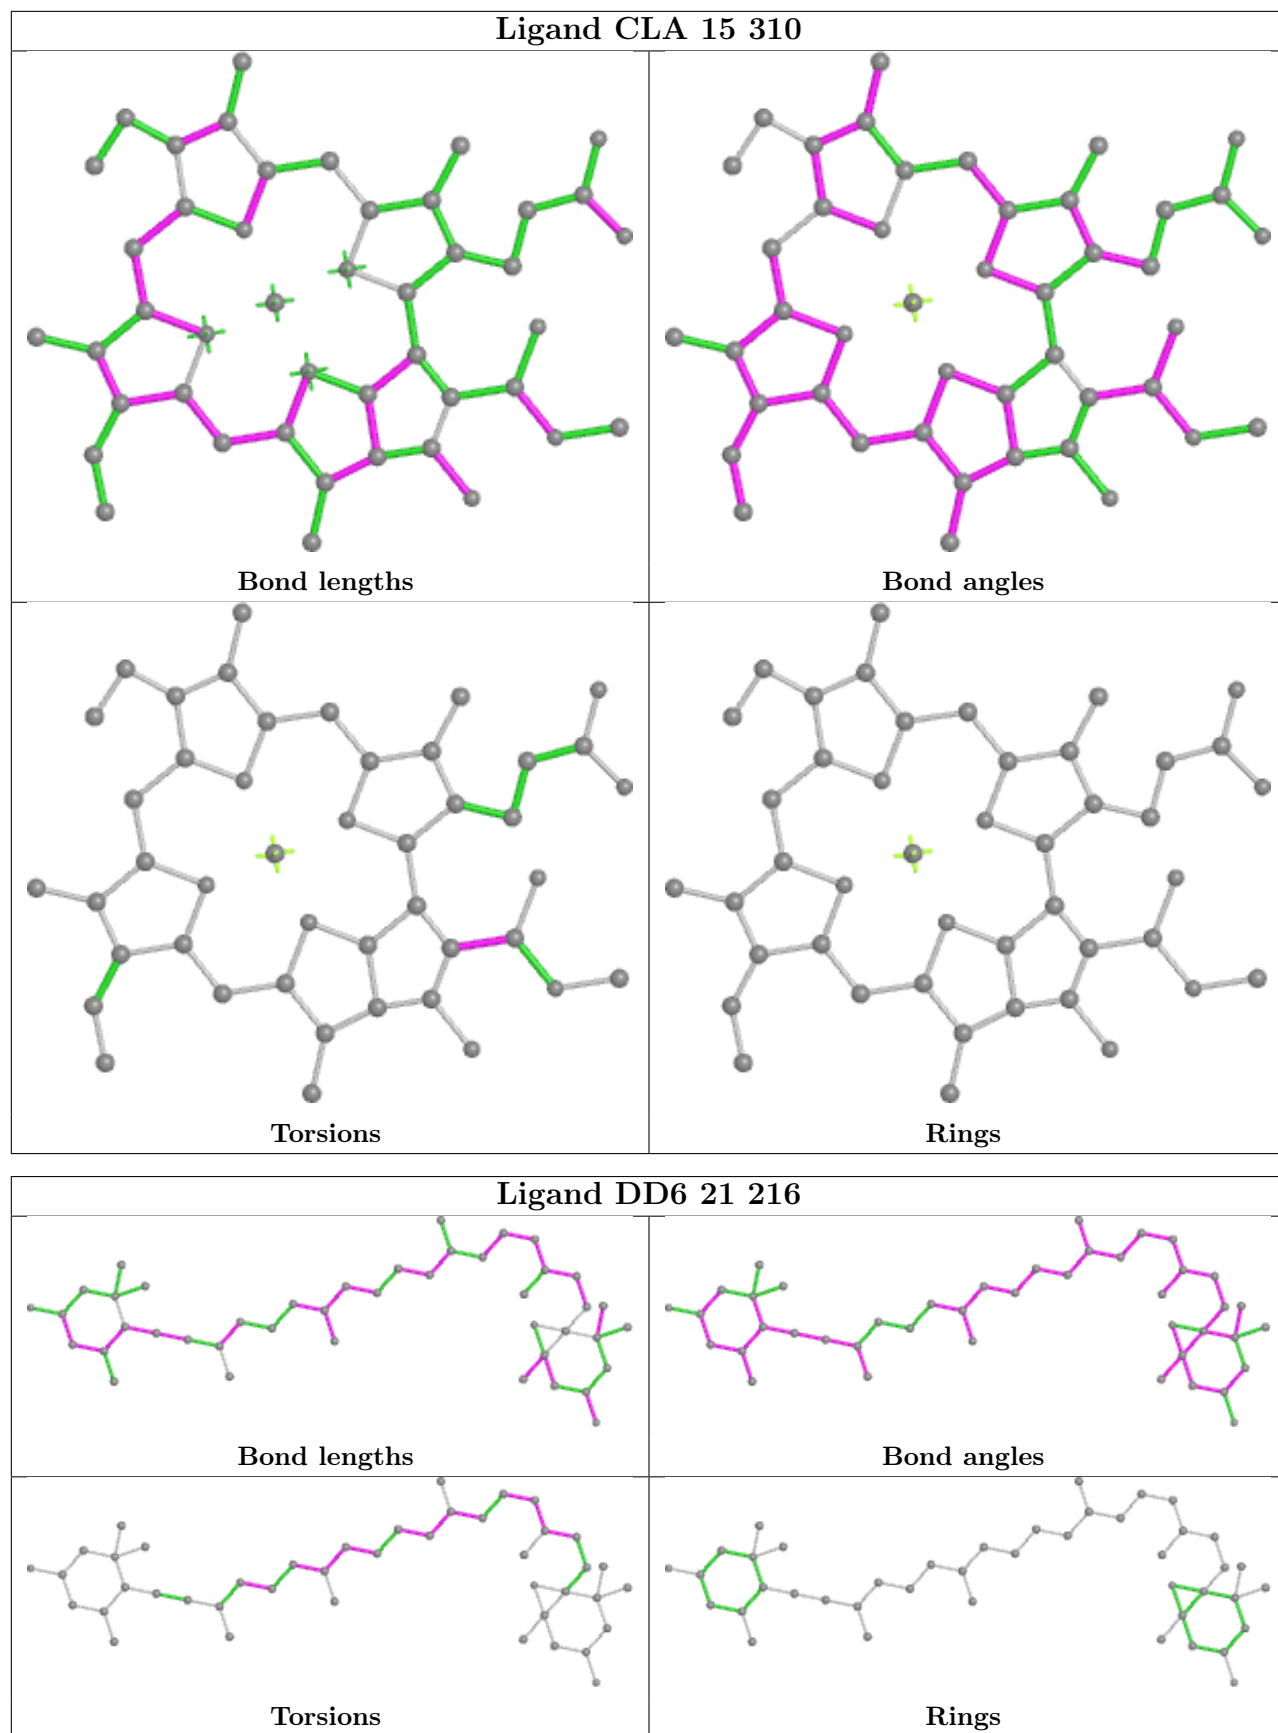 Ligand CLA 15 310
Bond lengths
Bond angles
Torsions
Rings
Ligand DD6 21 216
Bond lengths
Bond angles
Torsions
Rings